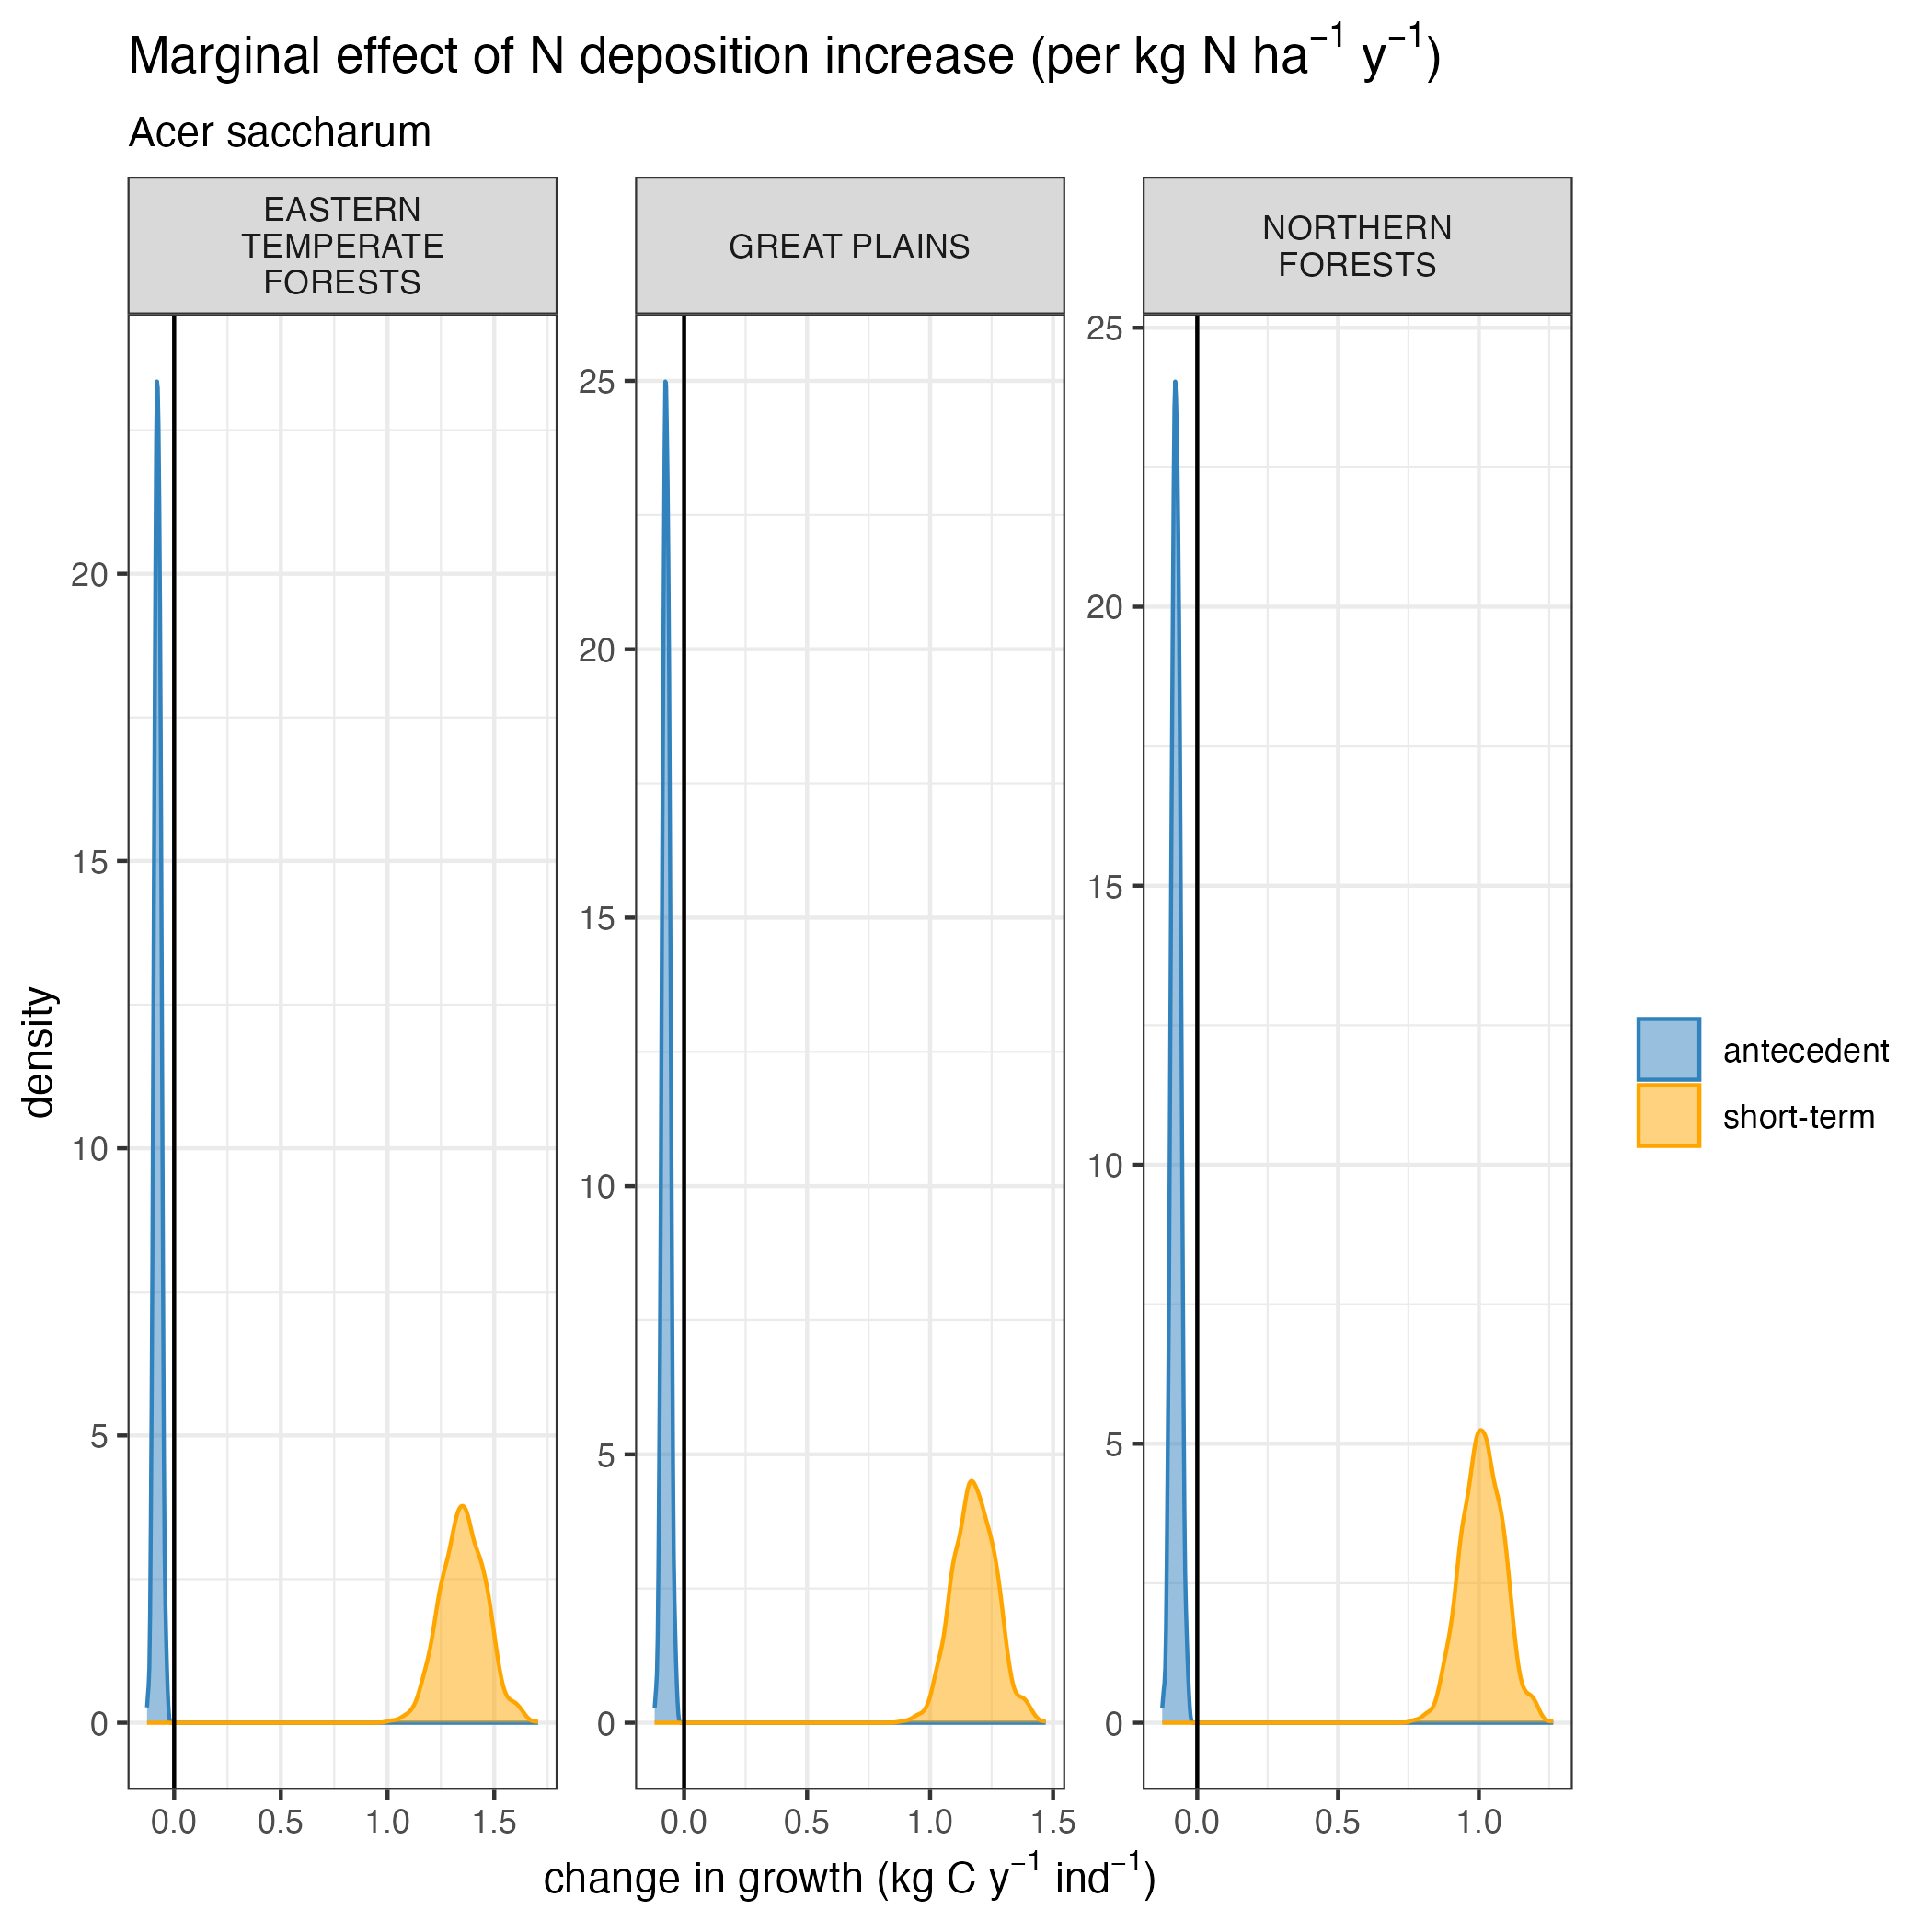 Marginal effect of N deposition increase (per kg N ha⁻¹ y⁻¹)
Acer saccharum
EASTERN
TEMPERATE
FORESTS
GREAT PLAINS
NORTHERN
FORESTS
density
20
15
10
5
0
25
20
15
10
5
0
25
20
15
10
5
0
0.0 0.5 1.0 1.5
0.0 0.5 1.0 1.5
0.0 0.5 1.0
change in growth (kg C y⁻¹ ind⁻¹)
antecedent
short-term